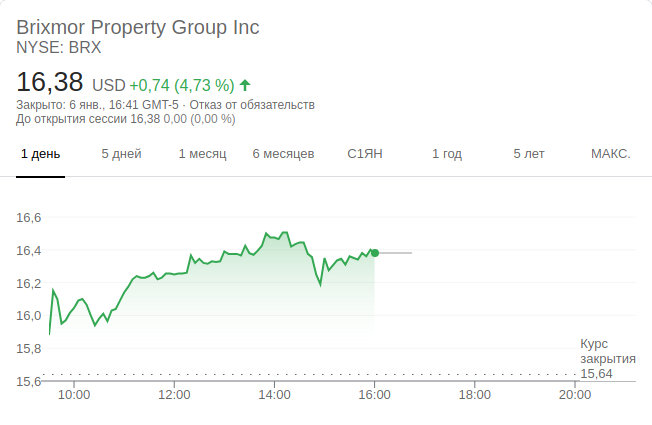 Brixmor Property Group Inc
NYSE: BRX
16,38 USD +0,74 (4,73 %)
Закрыто: 6 янв., 16:41 GMT-5 · Отказ от обязательств
До открытия сессии 16,38 0,00 (0,00 %)
1 день 5 дней 1 месяц 6 месяцев С1ЯН 1 год 5 лет МАКС.
16,6
16,4
16,2
16,0
15,8
15,6
Курс
закрытия
15,64
10:00 12:00 14:00 16:00 18:00 20:00